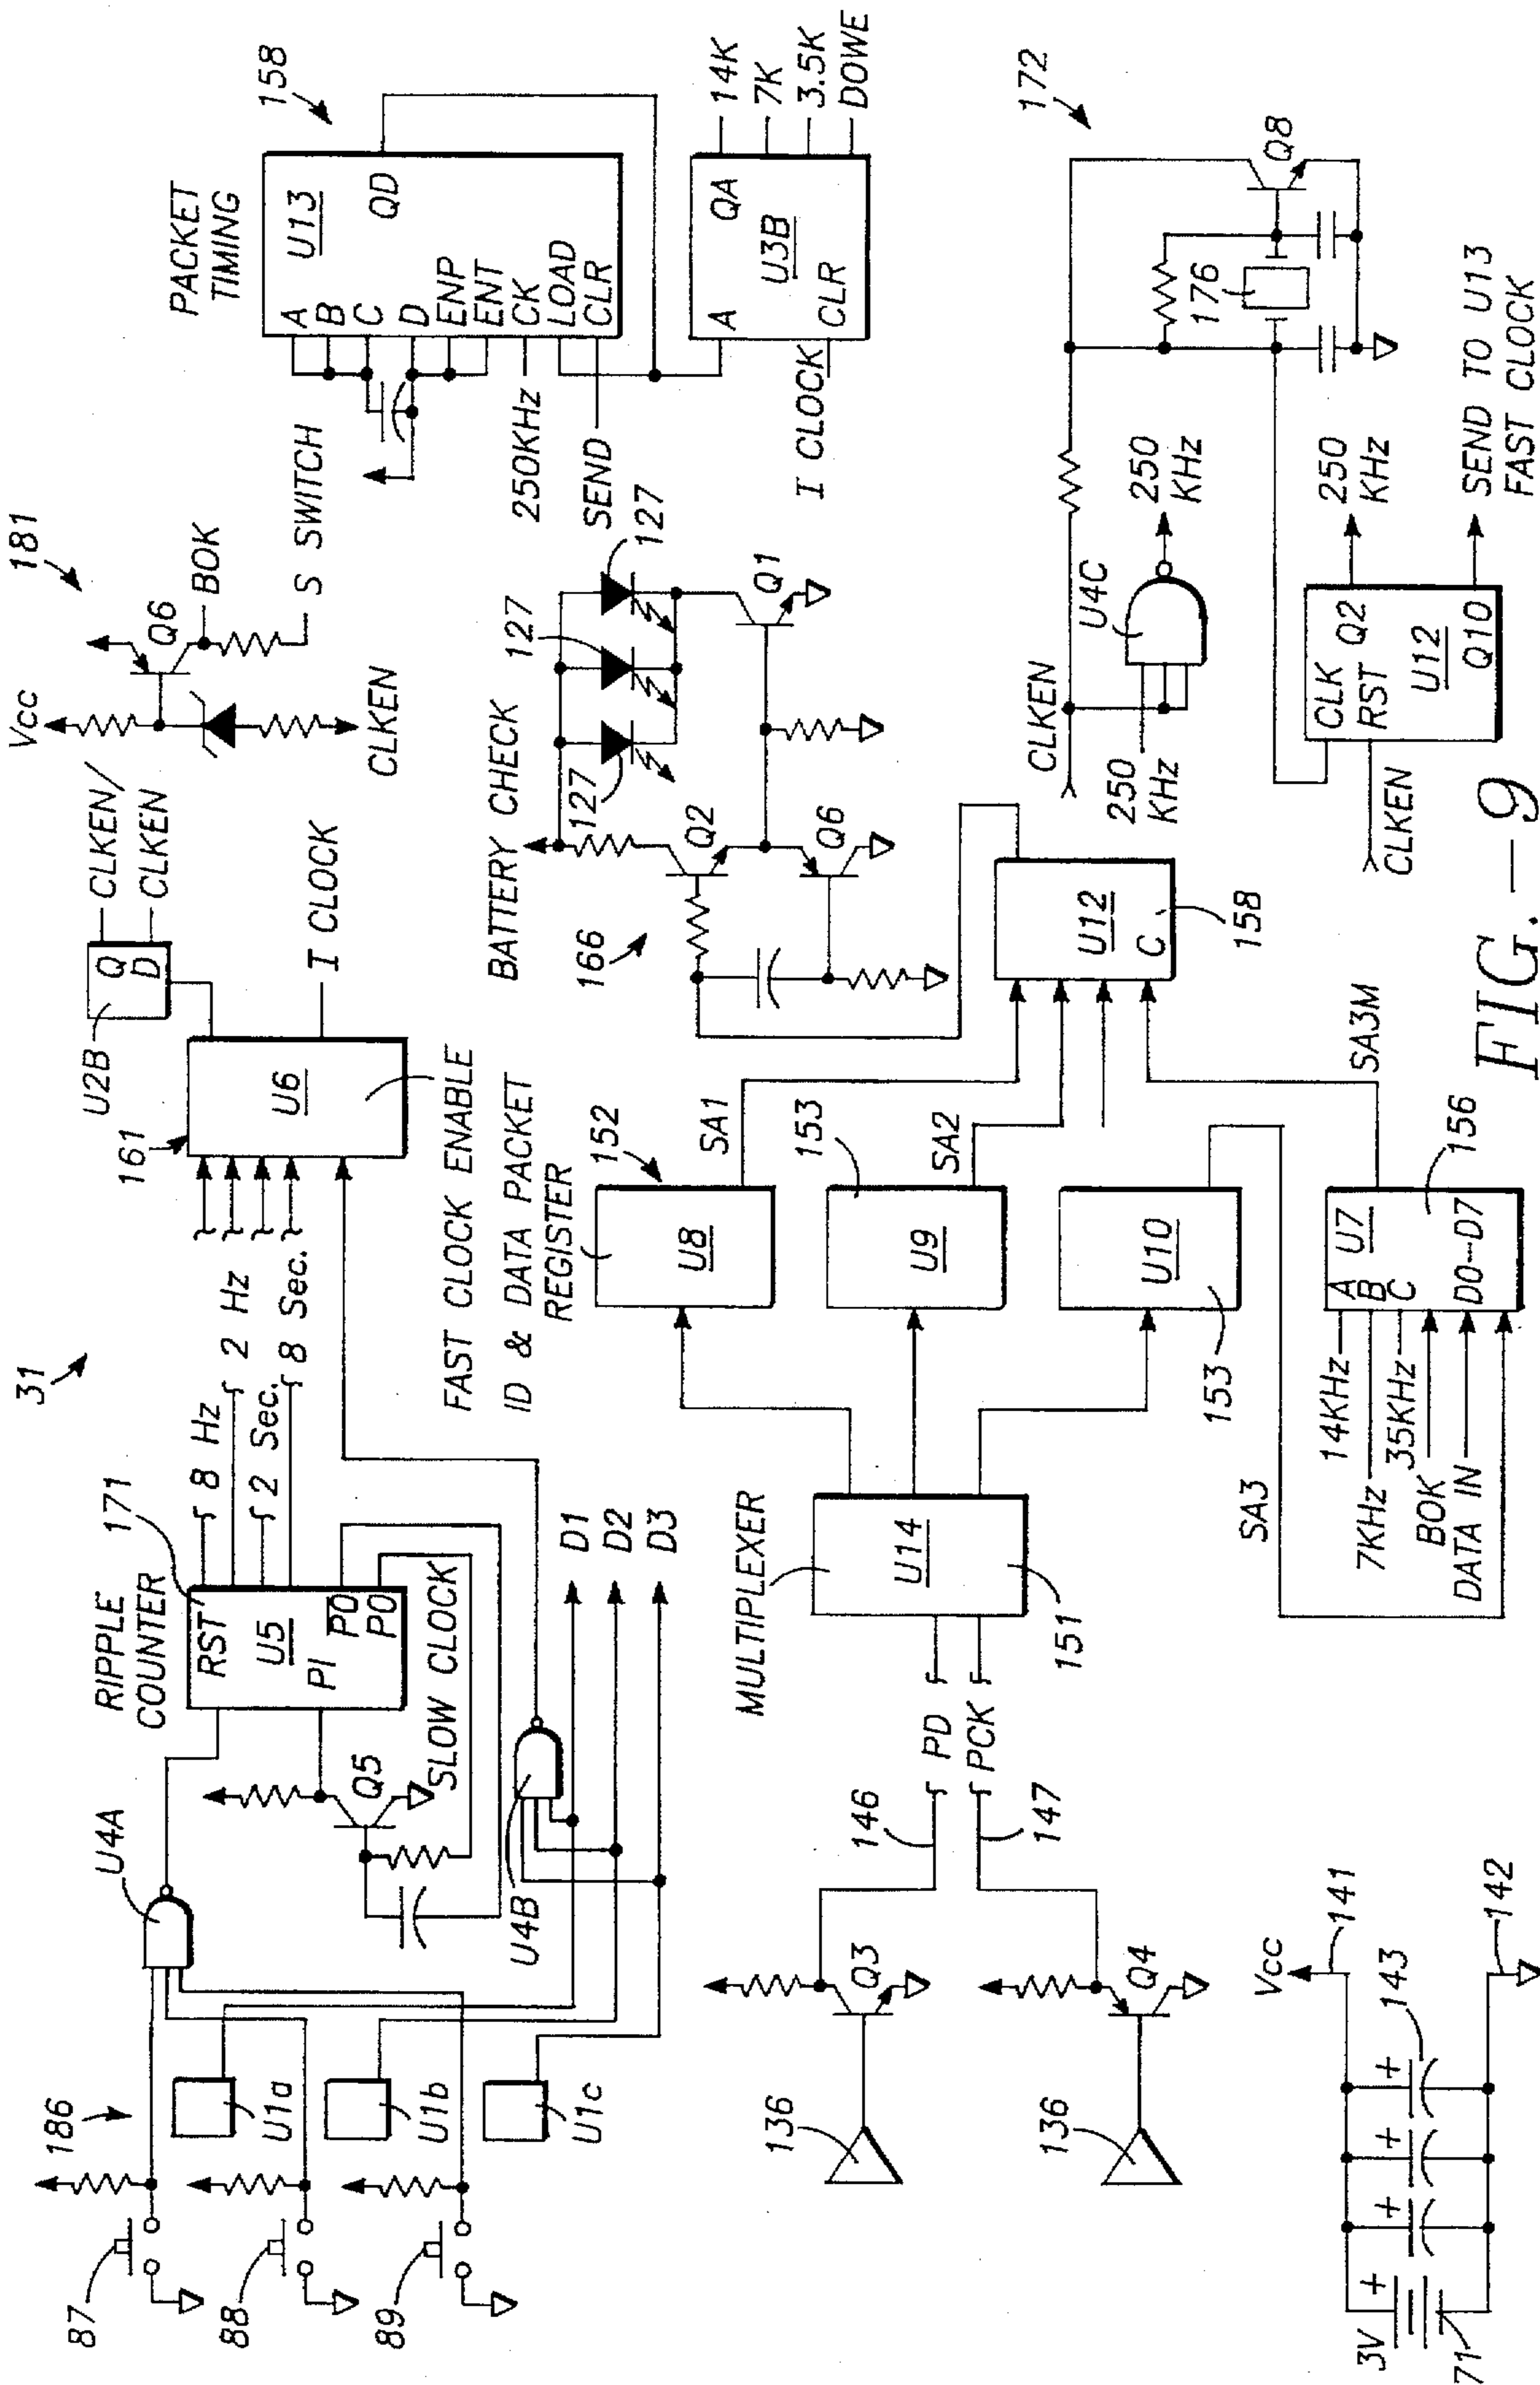 31
87
88
89
186
U4A
U1a
U1b
U1c
RIPPLE
COUNTER
171
RST
U5
PI
PO
PO
8 Hz
2 Hz
2 Sec.
8 Sec.
Q5
SLOW CLOCK
U4B
D1
D2
D3
161
U6
U2B
Q
D
CLKEN/
CLKEN
I CLOCK
FAST CLOCK ENABLE
Vcc
181
Q6
BOK
S SWITCH
CLKEN
PACKET
TIMING
158
U13
A
B
C
D
ENP
ENT
CK
LOAD
CLR
QD
250KHz
SEND
A
QA
U3B
CLR
I CLOCK
14K
7K
3.5K
DOWE
BATTERY CHECK
166
127
127
127
Q2
Q6
Q1
ID & DATA PACKET
REGISTER
152
U8
SA1
153
U9
SA2
U10
153
SA3
MULTIPLEXER
U14
151
PD
PCK
146
147
136
Q3
136
Q4
U12
C
158
14KHz
7KHz
35KHz
BOK
DATA IN
A
B
C
U7
D0---D7
156
SA3M
CLKEN
250
KHz
U4C
250
KHz
172
176
Q8
CLKEN
CLK
RST
Q2
U12
Q10
250
KHz
SEND TO U13
FAST CLOCK
3V
+
+
+
+
71
Vcc
141
143
142
FIG.-9